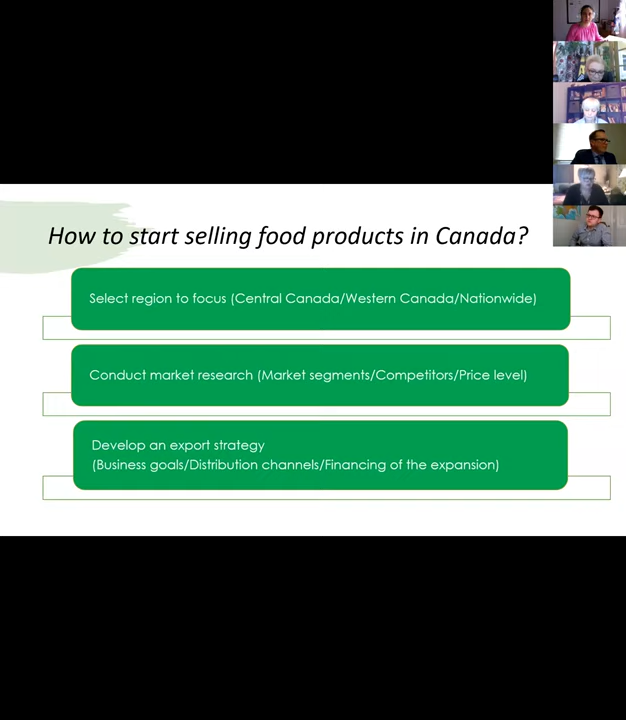 How to start selling food products in Canada?
Select region to focus (Central Canada/Western Canada/Nationwide)
Conduct market research (Market segments/Competitors/Price level)
Develop an export strategy
(Business goals/Distribution channels/Financing of the expansion)